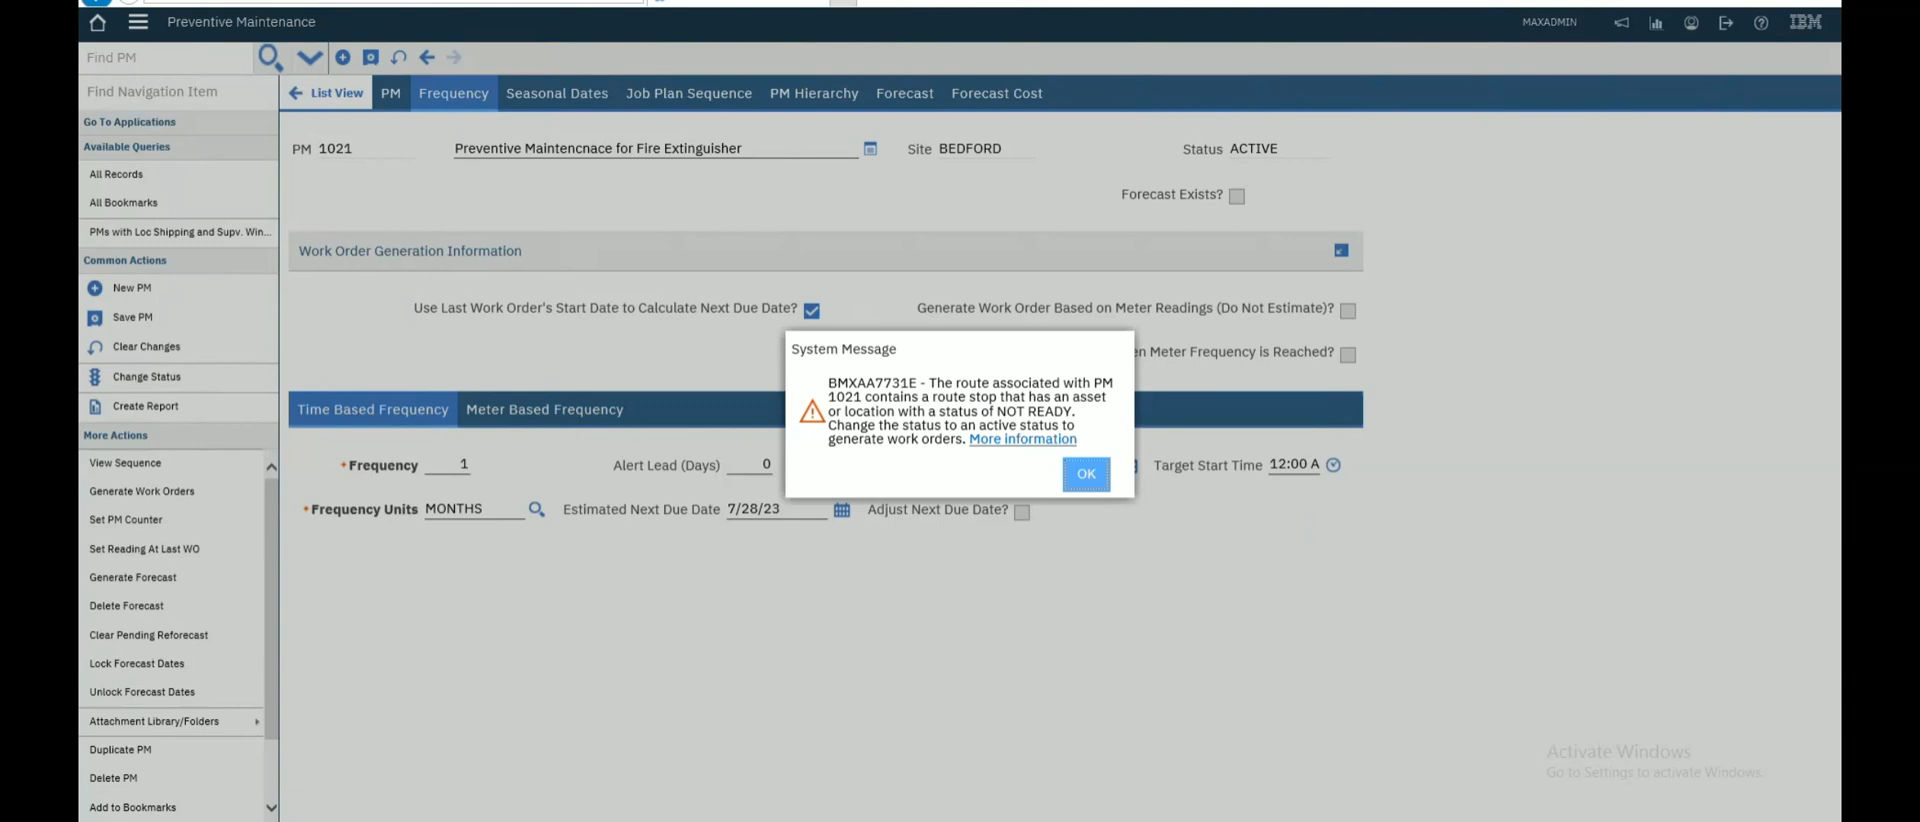 Preventive Maintenance
MAXADMIN
IBM
Find PM
Find Navigation Item
List View PM Frequency Seasonal Dates Job Plan Sequence PM Hierarchy Forecast Forecast Cost
Go To Applications
Available Queries
All Records
All Bookmarks
PMs with Loc Shipping and Supv. Win...
Common Actions
New PM
Save PM
Clear Changes
Change Status
Create Report
More Actions
View Sequence
Generate Work Orders
Set PM Counter
Set Reading At Last WO
Generate Forecast
Delete Forecast
Clear Pending Reforecast
Lock Forecast Dates
Unlock Forecast Dates
Attachment Library/Folders
Duplicate PM
Delete PM
Add to Bookmarks
PM 1021 Preventive Maintencnace for Fire Extinguisher Site BEDFORD Status ACTIVE
Forecast Exists?
Work Order Generation Information
Use Last Work Order's Start Date to Calculate Next Due Date? Generate Work Order Based on Meter Readings (Do Not Estimate)?
Meter Frequency is Reached?
Time Based Frequency Meter Based Frequency
Frequency 1 Alert Lead (Days) 0 Target Start Time 12:00 A
Frequency Units MONTHS Estimated Next Due Date 7/28/23 Adjust Next Due Date?
System Message
BMXAA7731E - The route associated with PM
1021 contains a route stop that has an asset
or location with a status of NOT READY.
Change the status to an active status to
generate work orders. More information
OK
Activate Windows
Go to Settings to activate Windows.